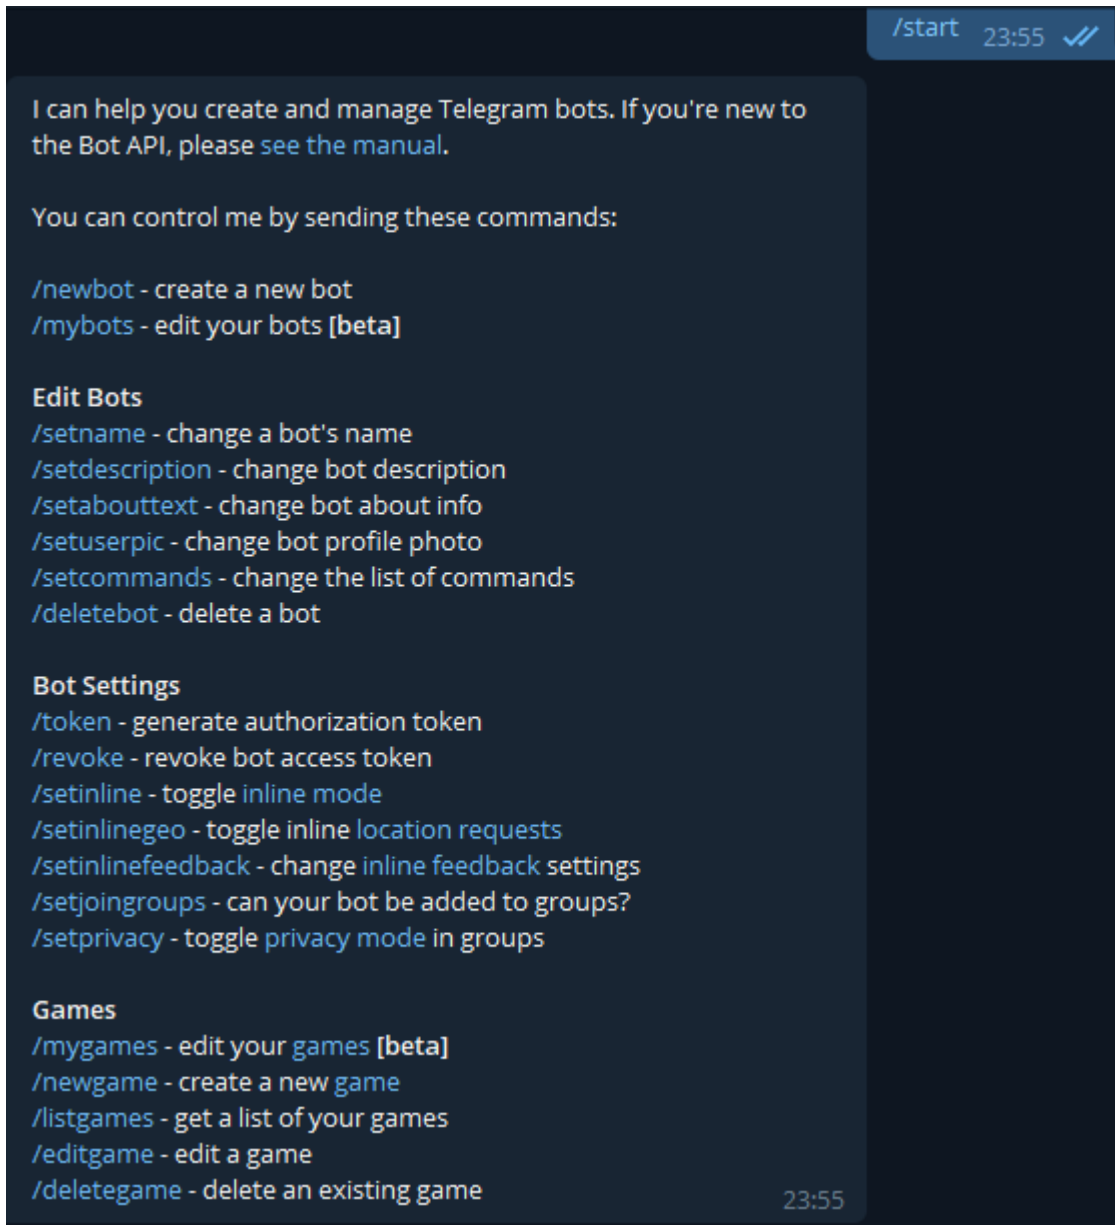 /start 23:55
I can help you create and manage Telegram bots. If you're new to
the Bot API, please see the manual.
You can control me by sending these commands:
/newbot - create a new bot
/mybots - edit your bots [beta]
Edit Bots
/setname - change a bot's name
/setdescription - change bot description
/setabouttext - change bot about info
/setuserpic - change bot profile photo
/setcommands - change the list of commands
/deletebot - delete a bot
Bot Settings
/token - generate authorization token
/revoke - revoke bot access token
/setinline - toggle inline mode
/setinlinegeo - toggle inline location requests
/setinlinefeedback - change inline feedback settings
/setjoingroups - can your bot be added to groups?
/setprivacy - toggle privacy mode in groups
Games
/mygames - edit your games [beta]
/newgame - create a new game
/listgames - get a list of your games
/editgame - edit a game
/deletegame - delete an existing game
23:55